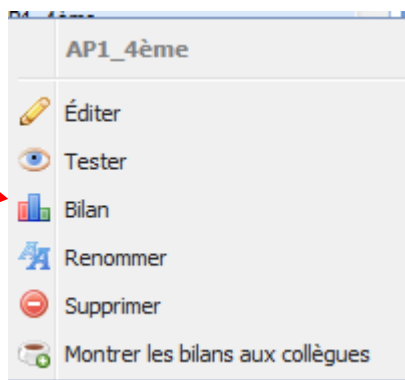 AP1_4ème
Éditer
Tester
Bilan
Renommer
Supprimer
Montrer les bilans aux collègues